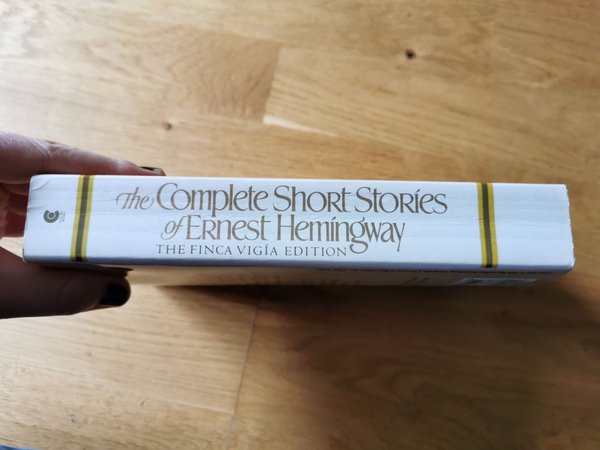 The Complete Short Stories
of Ernest Hemingway
THE FINCA VIGÍA EDITION